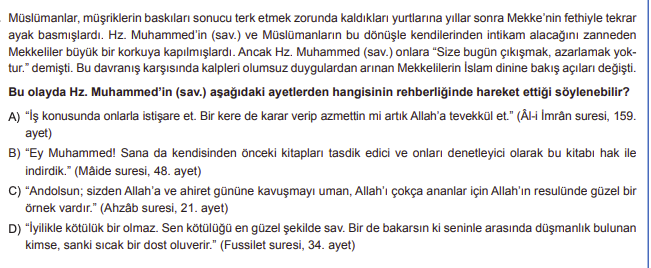 Müslümanlar, müşriklerin baskıları sonucu terk etmek zorunda kaldıkları yurtlarına yıllar sonra Mekke'nin fethiyle tekrar
ayak basmışlardı. Hz. Muhammed'in (sav.) ve Müslümanların bu dönüşle kendilerinden intikam alacağını zanneden
Mekkeliler büyük bir korkuya kapılmışlardı. Ancak Hz. Muhammed (sav.) onlara “Size bugün çıkışmak, azarlamak yok-
tur.” demişti. Bu davranış karşısında kalpleri olumsuz duygulardan arınan Mekkelilerin İslam dinine bakış açıları değişti.
Bu olayda Hz. Muhammed'in (sav.) aşağıdaki ayetlerden hangisinin rehberliğinde hareket ettiği söylenebilir?
A) “İş konusunda onlarla istişare et. Bir kere de karar verip azmettin mi artık Allah'a tevekkül et.” (Âl-i İmrân suresi, 159.
ayet)
B) “Ey Muhammed! Sana da kendisinden önceki kitapları tasdik edici ve onları denetleyici olarak bu kitabı hak ile
indirdik.” (Mâide suresi, 48. ayet)
C) “Andolsun; sizden Allah'a ve ahiret gününe kavuşmayı uman, Allah'ı çokça ananlar için Allah'ın resulünde güzel bir
örnek vardır.” (Ahzâb suresi, 21. ayet)
D) “İyilikle kötülük bir olmaz. Sen kötülüğü en güzel şekilde sav. Bir de bakarsın ki seninle arasında düşmanlık bulunan
kimse, sanki sıcak bir dost oluverir.” (Fussilet suresi, 34. ayet)